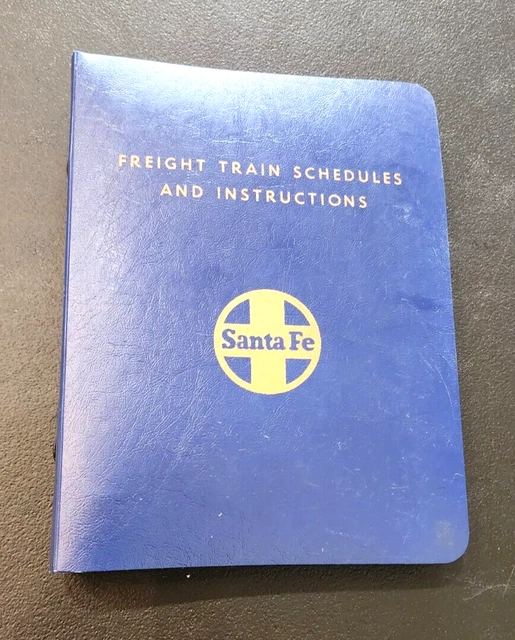 FREIGHT TRAIN SCHEDULES
AND INSTRUCTIONS
Santa Fe